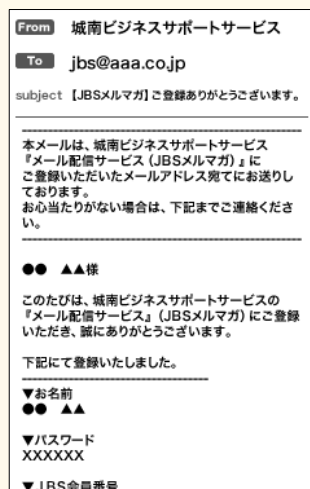 From 城南ビジネスサポートサービス
To jbs@aaa.co.jp
subject 【JBSメルマガ】ご登録ありがとうございます。
本メールは、城南ビジネスサポートサービス
『メール配信サービス（JBSメルマガ）』に
ご登録いただいたメールアドレス宛てにお送りし
ております。
お心当たりがない場合は、下記までご連絡くださ
い。
●● ▲▲様
このたびは、城南ビジネスサポートサービスの
『メール配信サービス』（JBSメルマガ）にご登録
いただき、誠にありがとうございます。
下記にて登録いたしました。
▼お名前
●● ▲▲
▼パスワード
XXXXXX
▼JBS会員番号